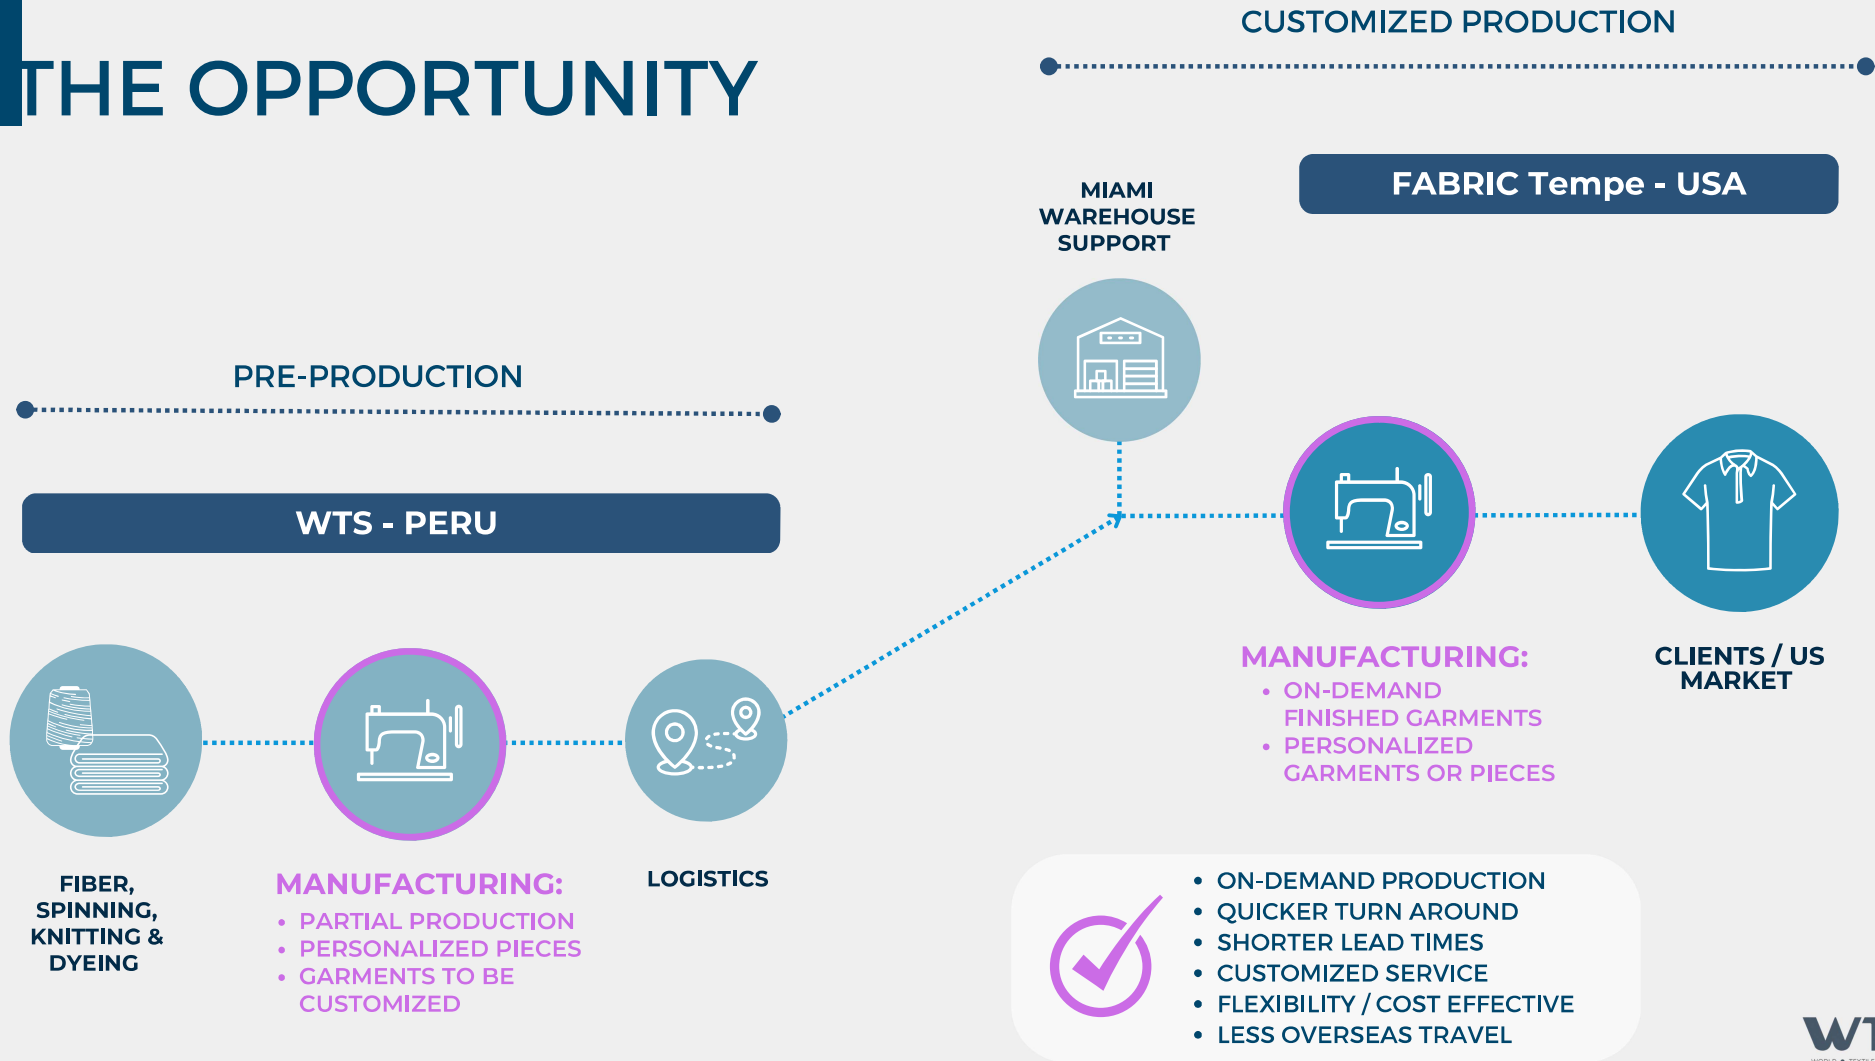 THE OPPORTUNITY
CUSTOMIZED PRODUCTION
FABRIC Tempe - USA
MIAMI
WAREHOUSE
SUPPORT
PRE-PRODUCTION
WTS - PERU
MANUFACTURING:
• ON-DEMAND
FINISHED GARMENTS
• PERSONALIZED
GARMENTS OR PIECES
CLIENTS / US
MARKET
FIBER,
SPINNING,
KNITTING &
DYEING
MANUFACTURING:
• PARTIAL PRODUCTION
• PERSONALIZED PIECES
• GARMENTS TO BE
CUSTOMIZED
LOGISTICS
• ON-DEMAND PRODUCTION
• QUICKER TURN AROUND
• SHORTER LEAD TIMES
• CUSTOMIZED SERVICE
• FLEXIBILITY / COST EFFECTIVE
• LESS OVERSEAS TRAVEL